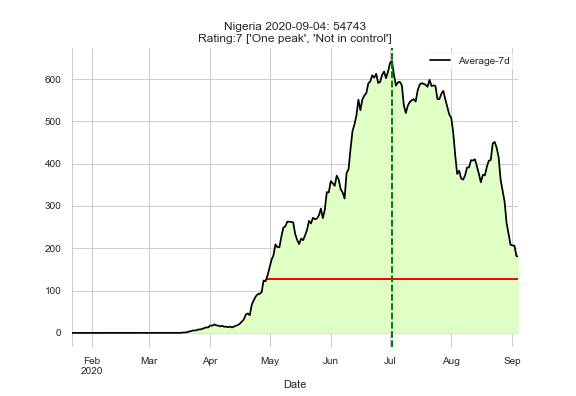 Nigeria 2020-09-04: 54743
Rating:7 ['One peak', 'Not in control']
Average-7d
600
500
400
300
200
100
0
Feb Mar Apr May Jun Jul Aug Sep
2020
Date